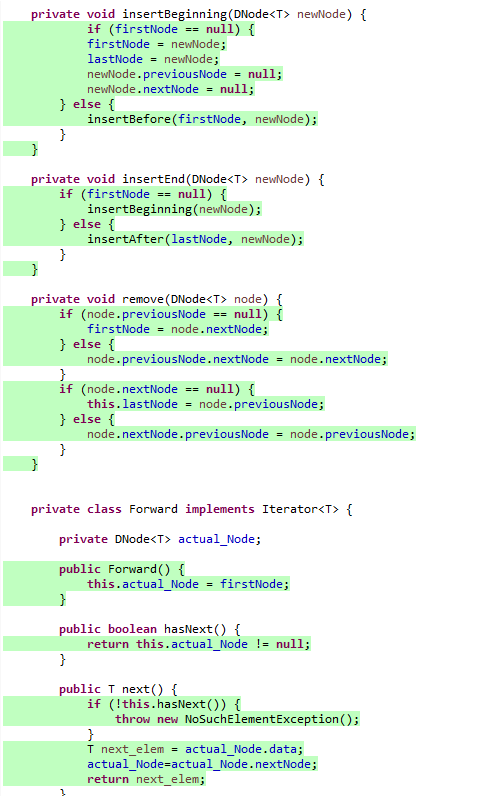 private void insertBeginning(DNode<T> newNode) {
        if (firstNode == null) {
        firstNode = newNode;
        lastNode = newNode;
        newNode.previousNode = null;
        newNode.nextNode = null;
    } else {
        insertBefore(firstNode, newNode);
    }
}

private void insertEnd(DNode<T> newNode) {
    if (firstNode == null) {
        insertBeginning(newNode);
    } else {
        insertAfter(lastNode, newNode);
    }
}

private void remove(DNode<T> node) {
    if (node.previousNode == null) {
        firstNode = node.nextNode;
    } else {
        node.previousNode.nextNode = node.nextNode;
    }
    if (node.nextNode == null) {
        this.lastNode = node.previousNode;
    } else {
        node.nextNode.previousNode = node.previousNode;
    }
}


private class Forward implements Iterator<T> {

    private DNode<T> actual_Node;

    public Forward() {
        this.actual_Node = firstNode;
    }

    public boolean hasNext() {
        return this.actual_Node != null;
    }

    public T next() {
        if (!this.hasNext()) {
            throw new NoSuchElementException();
        }
        T next_elem = actual_Node.data;
        actual_Node=actual_Node.nextNode;
        return next_elem;
    }